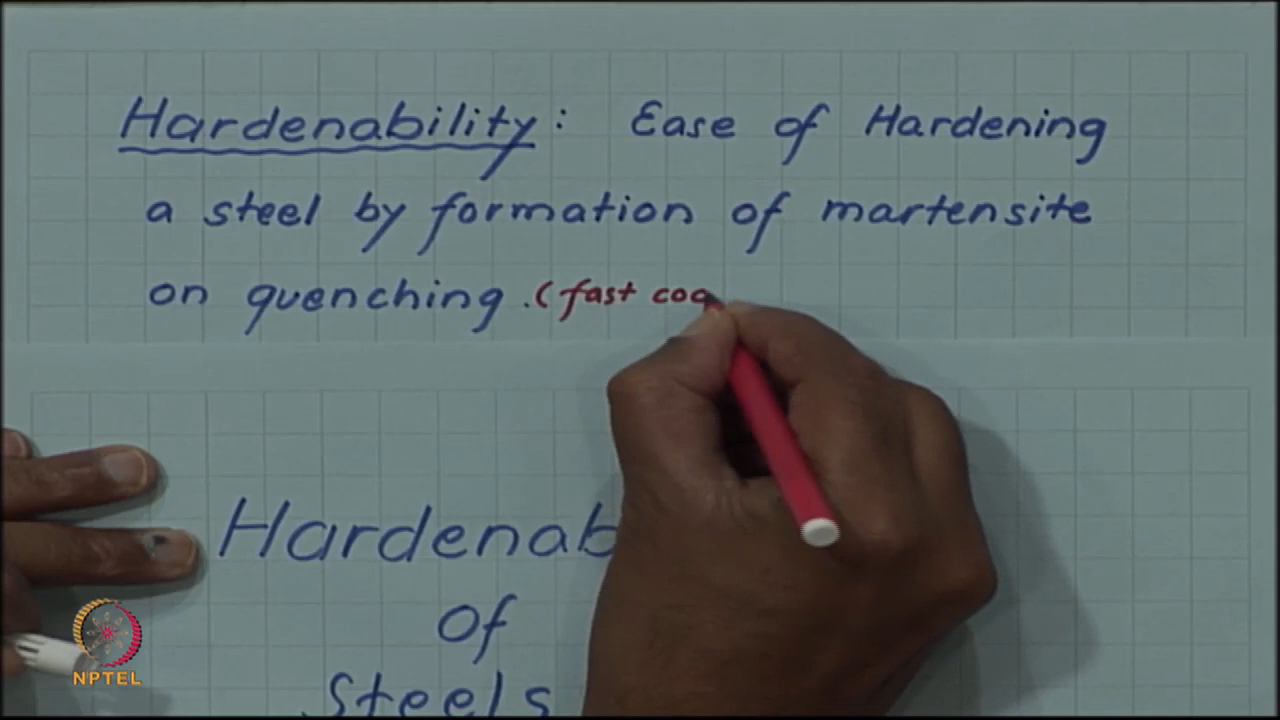 Hardenability: Ease of Hardening
a steel by formation of martensite
on quenching. (fast coo
Hardenab
of
Steels
NPTEL